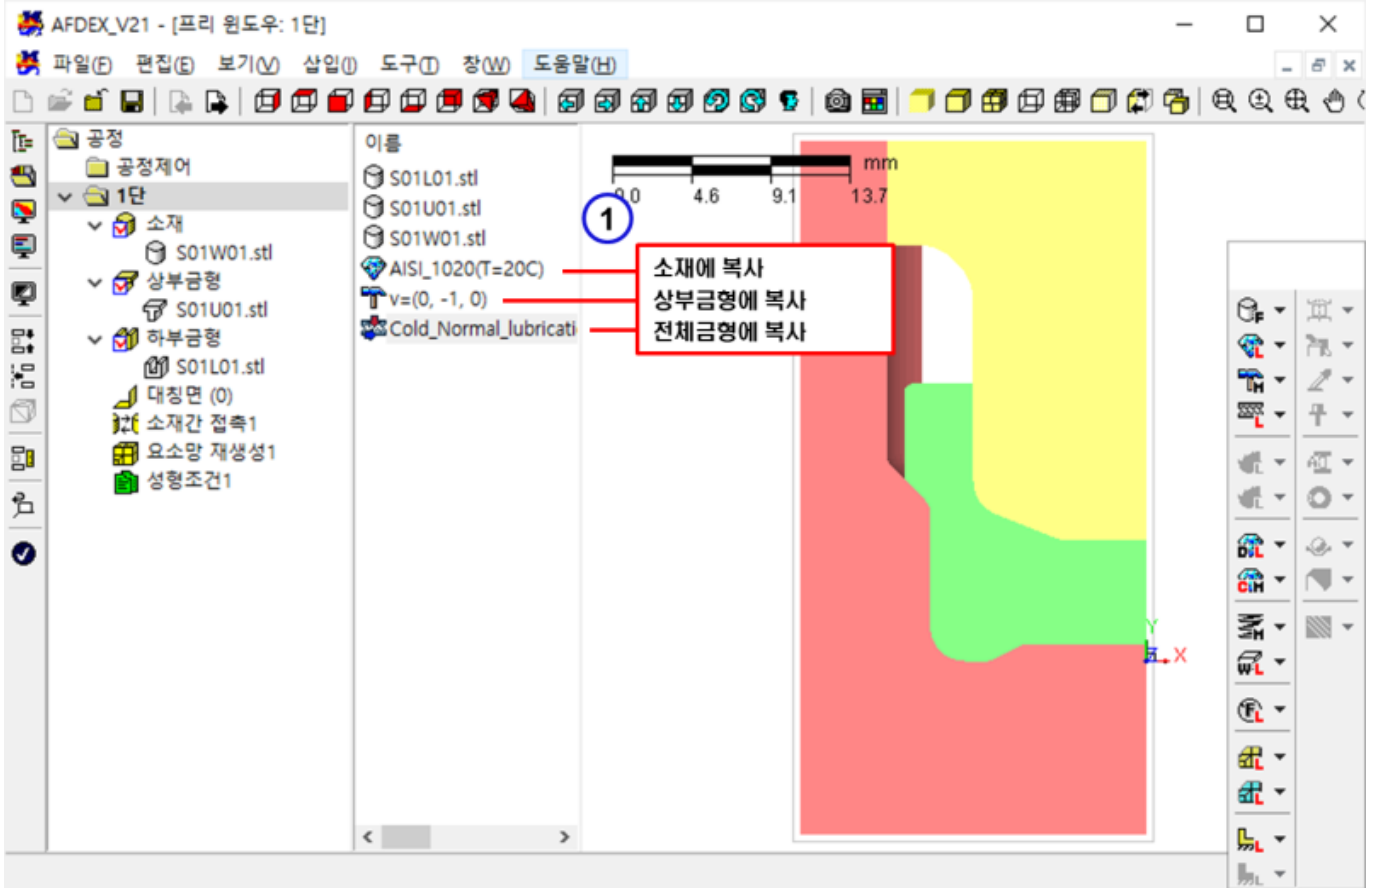 AFDEX_V21 - [프리 윈도우: 1단]
파일(F) 편집(E) 보기(V) 삽입(I) 도구(T) 창(W) 도움말(H)
공정
공정제어
1단
소재
S01W01.stl
상부금형
S01U01.stl
하부금형
S01L01.stl
대칭면 (0)
소재간 접촉1
요소망 재생성1
성형조건1
이름
S01L01.stl
S01U01.stl
S01W01.stl
AISI_1020(T=20C)
v=(0, -1, 0)
Cold_Normal_lubricati
mm
0.0 4.6 9.1 13.7
1
소재에 복사
상부금형에 복사
전체금형에 복사
Y
X